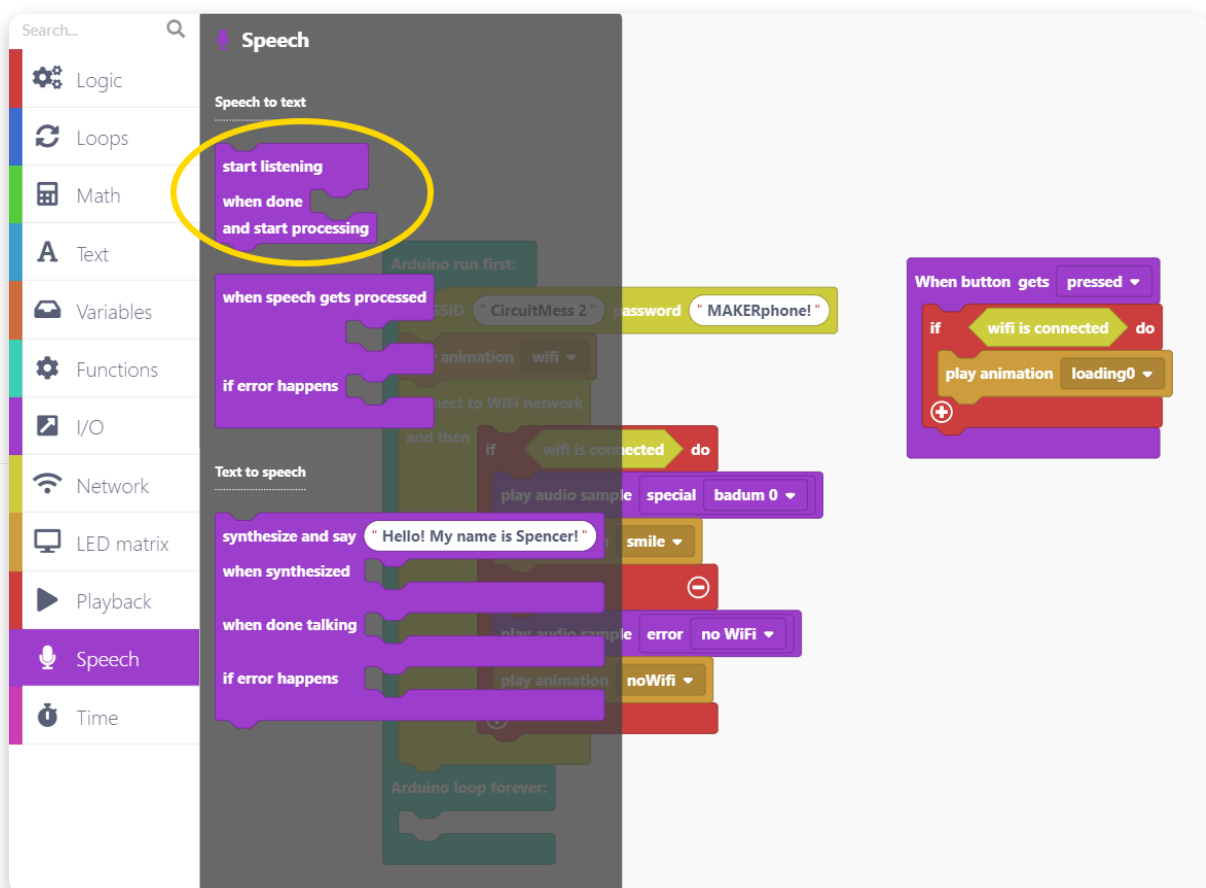 Search...
Logic
Loops
Math
Text
Variables
Functions
I/O
Network
LED matrix
Playback
Speech
Time
Speech
Speech to text
start listening
when done
and start processing
when speech gets processed
if error happens
Text to speech
synthesize and say " Hello! My name is Spencer! "
when synthesized
when done talking
if error happens
Arduino run first:
SSID " CircuitMess 2 " password " MAKERphone! "
animation wifi
connect to WiFi network
and then
if wifi is connected do
play audio sample special badum 0
smile
play audio sample error no WiFi
play animation noWifi
Arduino loop forever:
When button gets pressed
if wifi is connected do
play animation loading0